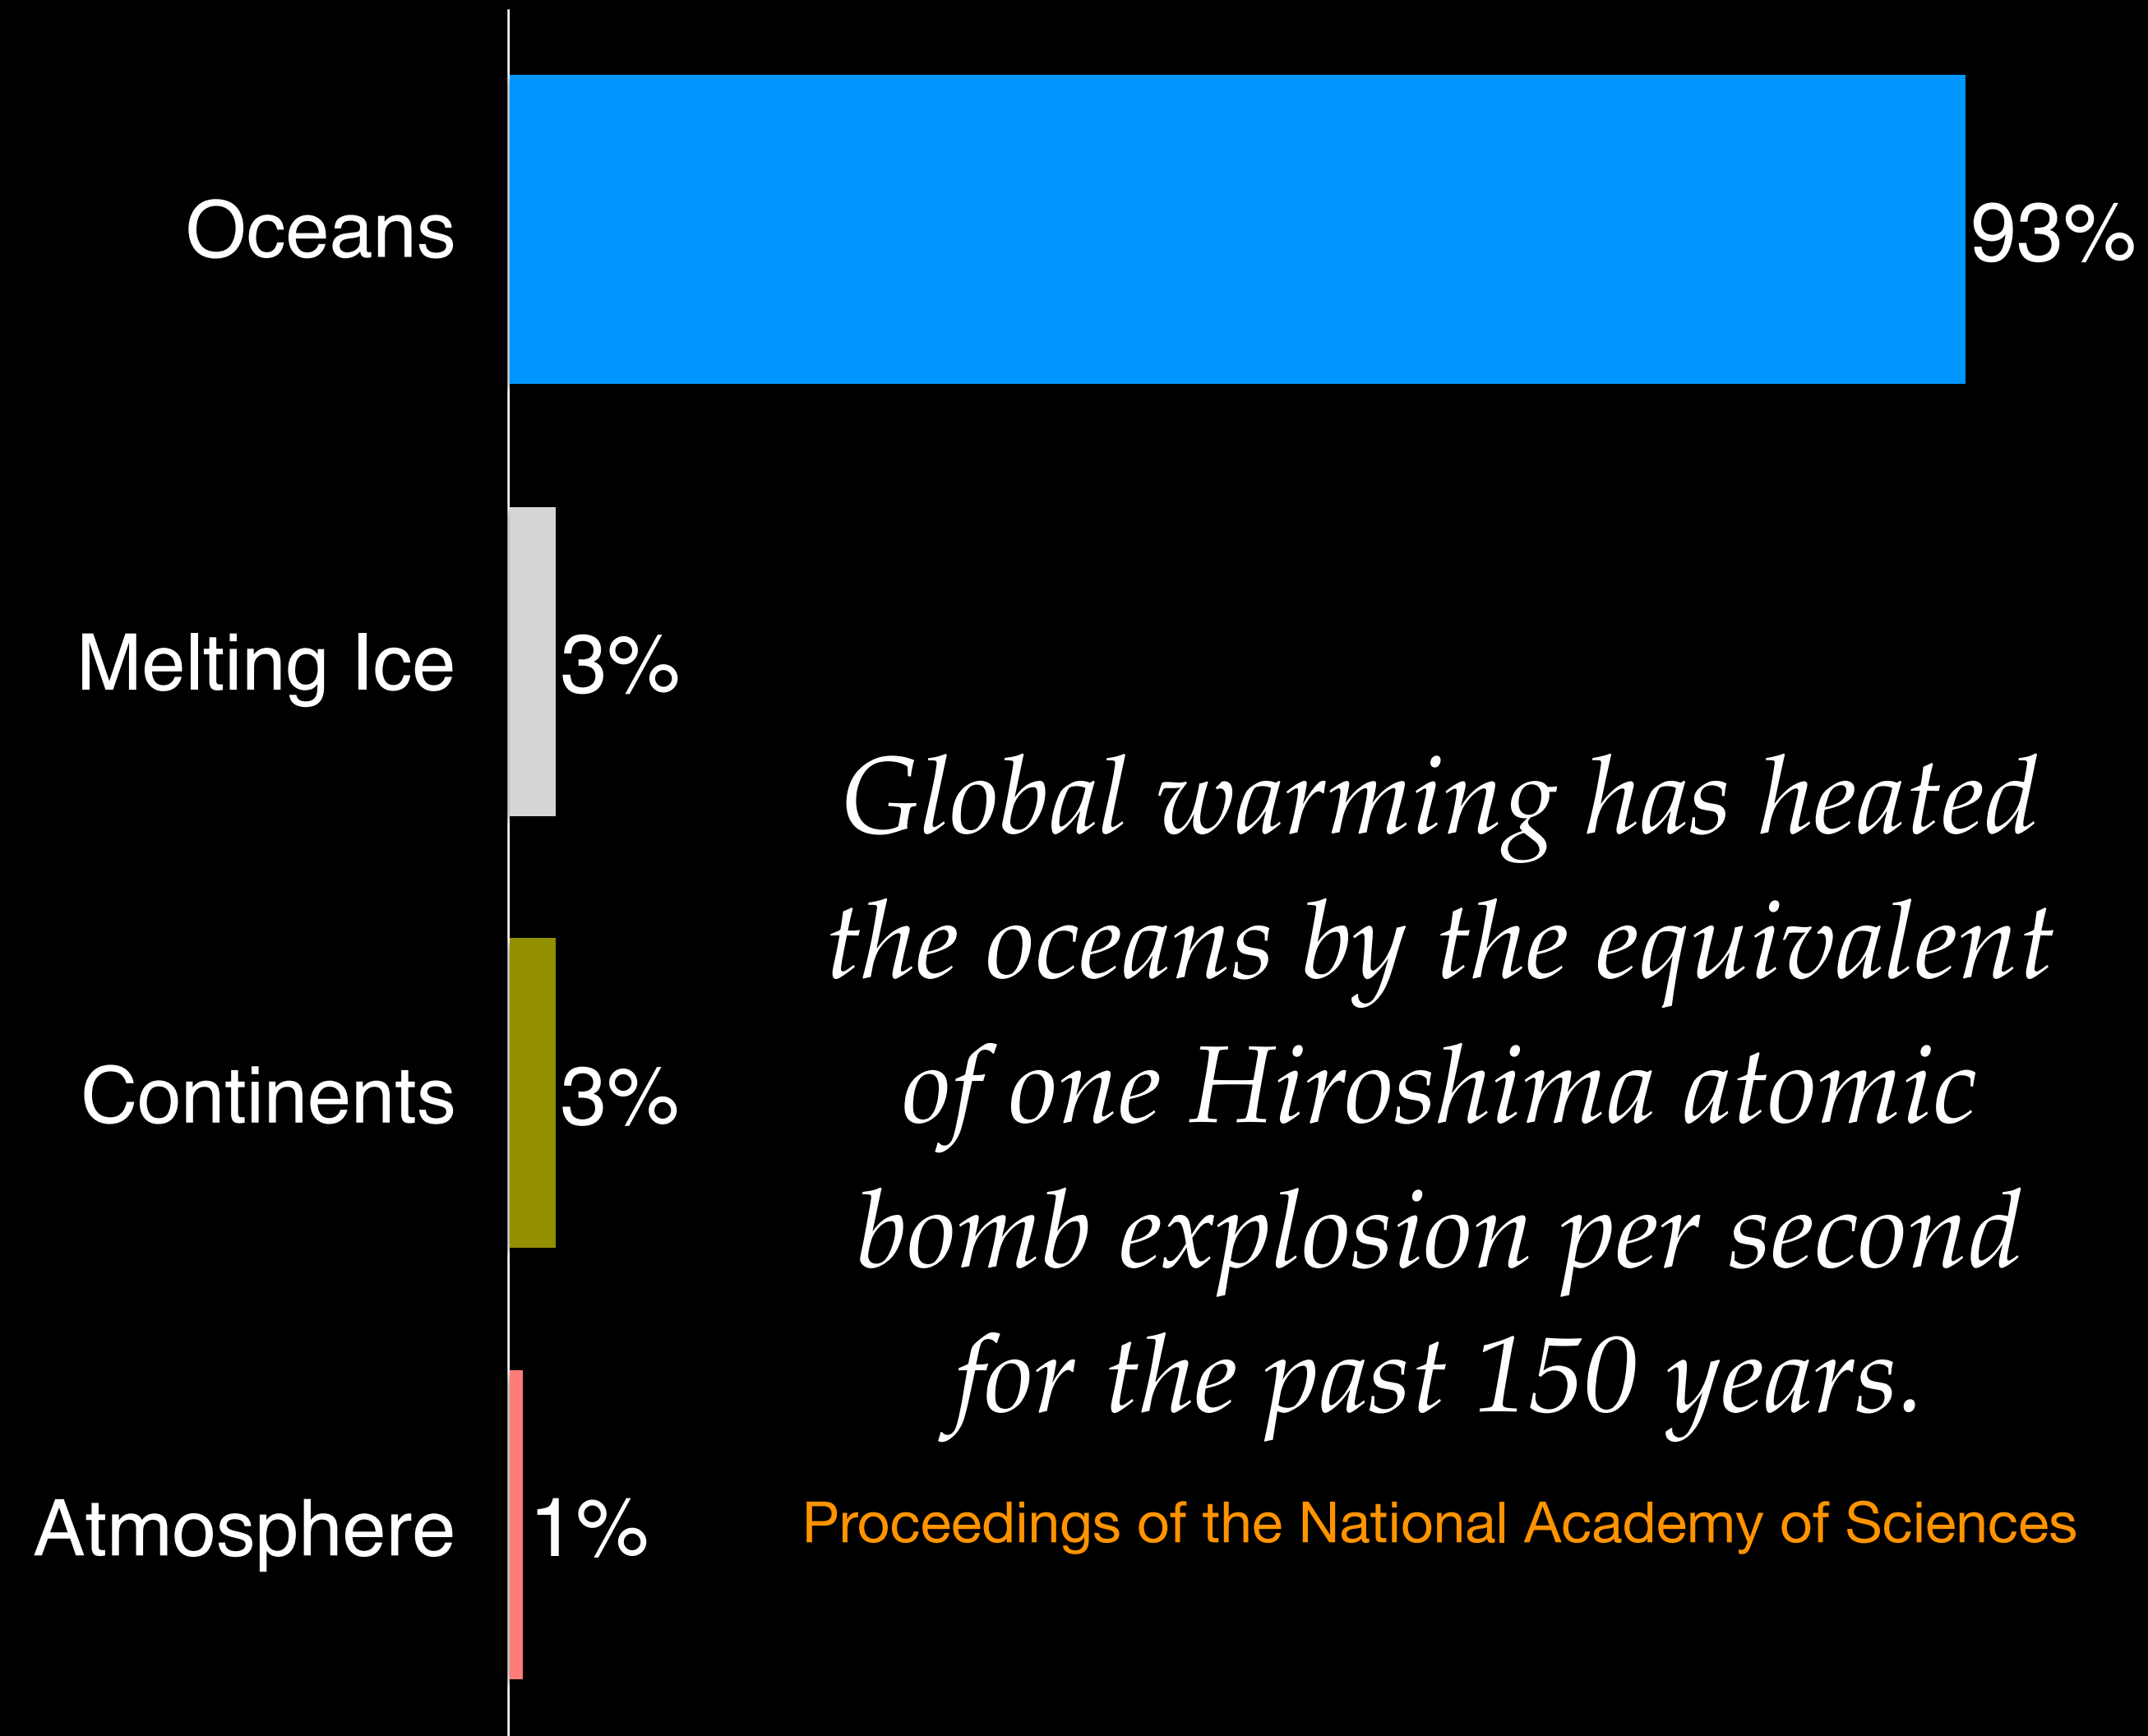 Oceans
93%
Melting Ice
3%
Continents
3%
Atmosphere
1%
Global warming has heated
the oceans by the equivalent
of one Hiroshima atomic
bomb explosion per second
for the past 150 years.
Proceedings of the National Academy of Sciences